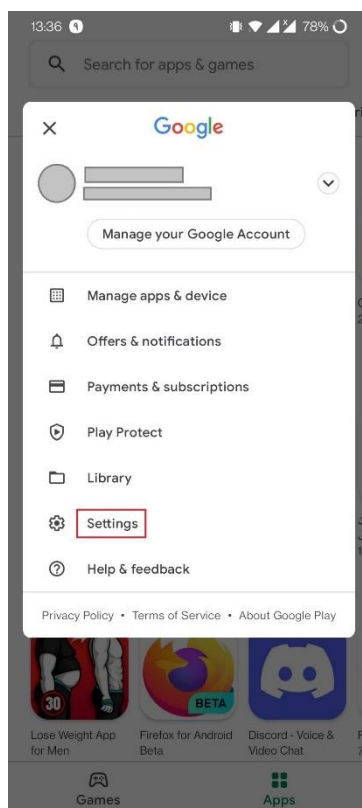 13:36
78%
Search for apps & games
Google
Manage your Google Account
Manage apps & device
Offers & notifications
Payments & subscriptions
Play Protect
Library
Settings
Help & feedback
Privacy Policy • Terms of Service • About Google Play
30
BETA
Lose Weight App
for Men
Firefox for Android
Beta
Discord - Voice &
Video Chat
Games
Apps